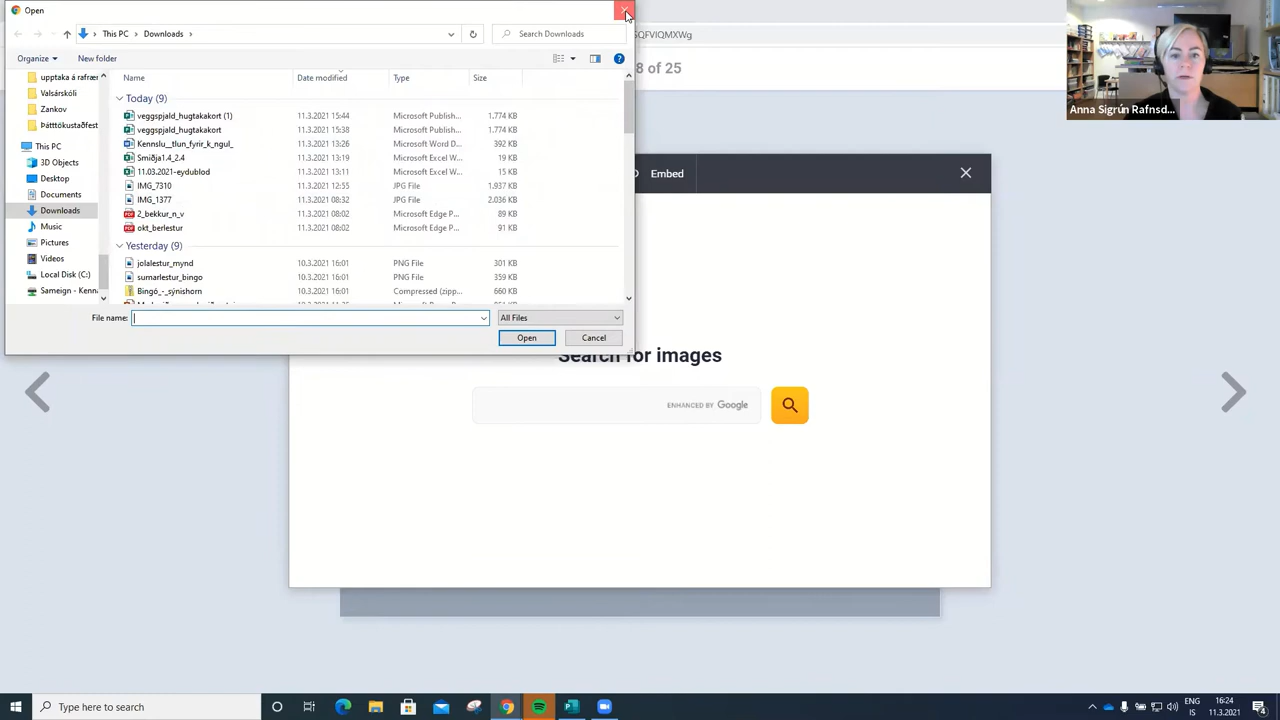 Open
This PC
Downloads
Search Downloads
SQFVIQMXWg
Organize
New folder
8 of 25
Anna Sigrún Rafnsd...
Name
Date modified
Type
Size
upptaka á rafræn
Valsárskóli
Zankov
Þátttökustaðfest
This PC
3D Objects
Desktop
Documents
Downloads
Music
Pictures
Videos
Local Disk (C:)
Sameign - Kenna
Today (9)
veggspjald_hugtakakort (1) 11.3.2021 15:44 Microsoft Publish... 1.774 KB
veggspjald_hugtakakort 11.3.2021 15:38 Microsoft Publish... 1.774 KB
Kennslu__tlun_fyrir_k_ngul_ 11.3.2021 13:26 Microsoft Word D... 392 KB
Smiðja1.4_2.4 11.3.2021 13:19 Microsoft Excel W... 19 KB
11.03.2021-eydublod 11.3.2021 13:11 Microsoft Excel W... 15 KB
IMG_7310 11.3.2021 12:55 JPG File 1.937 KB
IMG_1377 11.3.2021 08:32 JPG File 2.036 KB
2_bekkur_n_v 11.3.2021 08:02 Microsoft Edge P... 89 KB
okt_berlestur 11.3.2021 08:02 Microsoft Edge P... 91 KB
Yesterday (9)
jolalestur_mynd 10.3.2021 16:01 PNG File 301 KB
sumarlestur_bingo 10.3.2021 16:01 PNG File 359 KB
Bingó_-_sýnishorn 10.3.2021 16:01 Compressed (zipp... 660 KB
File name:
All Files
Open
Cancel
Embed
Search for images
ENHANCED BY Google
Type here to search
ENG
IS
16:24
11.3.2021
4